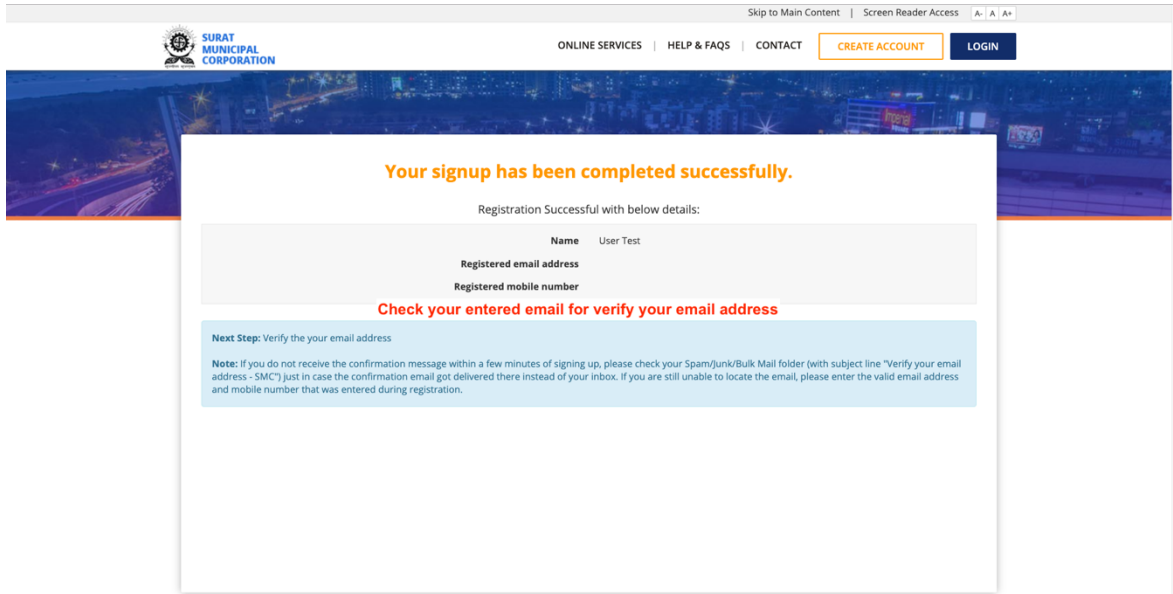 Skip to Main Content | Screen Reader Access A- A A+
SURAT
MUNICIPAL
CORPORATION
ONLINE SERVICES | HELP & FAQS | CONTACT CREATE ACCOUNT LOGIN
Imperial
Your signup has been completed successfully.
Registration Successful with below details:
Name User Test
Registered email address
Registered mobile number
Check your entered email for verify your email address
Next Step: Verify the your email address
Note: If you do not receive the confirmation message within a few minutes of signing up, please check your Spam/Junk/Bulk Mail folder (with subject line "Verify your email
address - SMC") just in case the confirmation email got delivered there instead of your inbox. If you are still unable to locate the email, please enter the valid email address
and mobile number that was entered during registration.